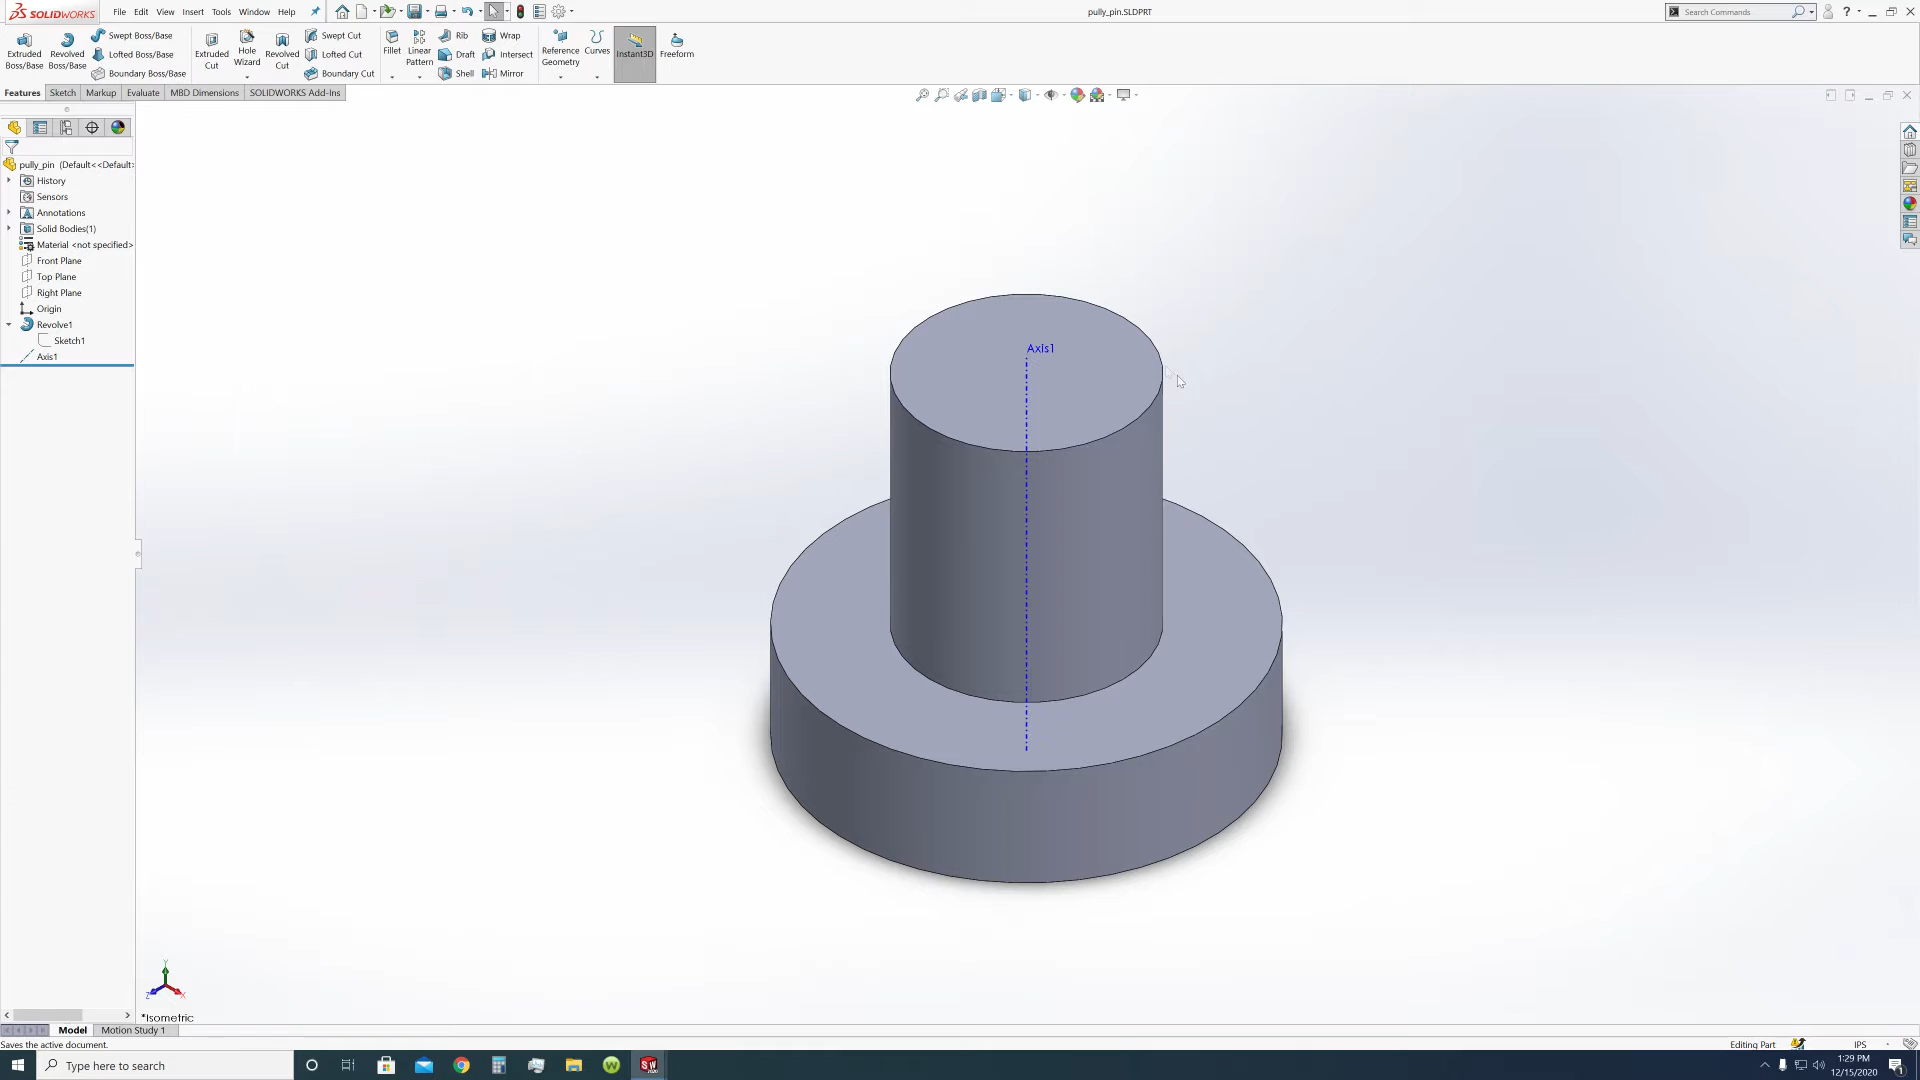 SOLIDWORKS File Edit View Insert Tools Window Help pully_pin.SLDPRT Search Commands ?
Extruded Boss/Base
Revolved Boss/Base
Swept Boss/Base
Lofted Boss/Base
Boundary Boss/Base
Extruded Cut
Hole Wizard
Revolved Cut
Swept Cut
Lofted Cut
Boundary Cut
Fillet
Linear Pattern
Rib
Draft
Shell
Wrap
Intersect
Mirror
Reference Geometry
Curves
Instant3D
Freeform
Features Sketch Markup Evaluate MBD Dimensions SOLIDWORKS Add-Ins
pully_pin (Default<<Default>
History
Sensors
Annotations
Solid Bodies(1)
Material <not specified>
Front Plane
Top Plane
Right Plane
Origin
Revolve1
Sketch1
Axis1
Axis1
Y
Z X
*Isometric
Model Motion Study 1
Saves the active document. Editing Part IPS
Type here to search
1:29 PM
12/15/2020